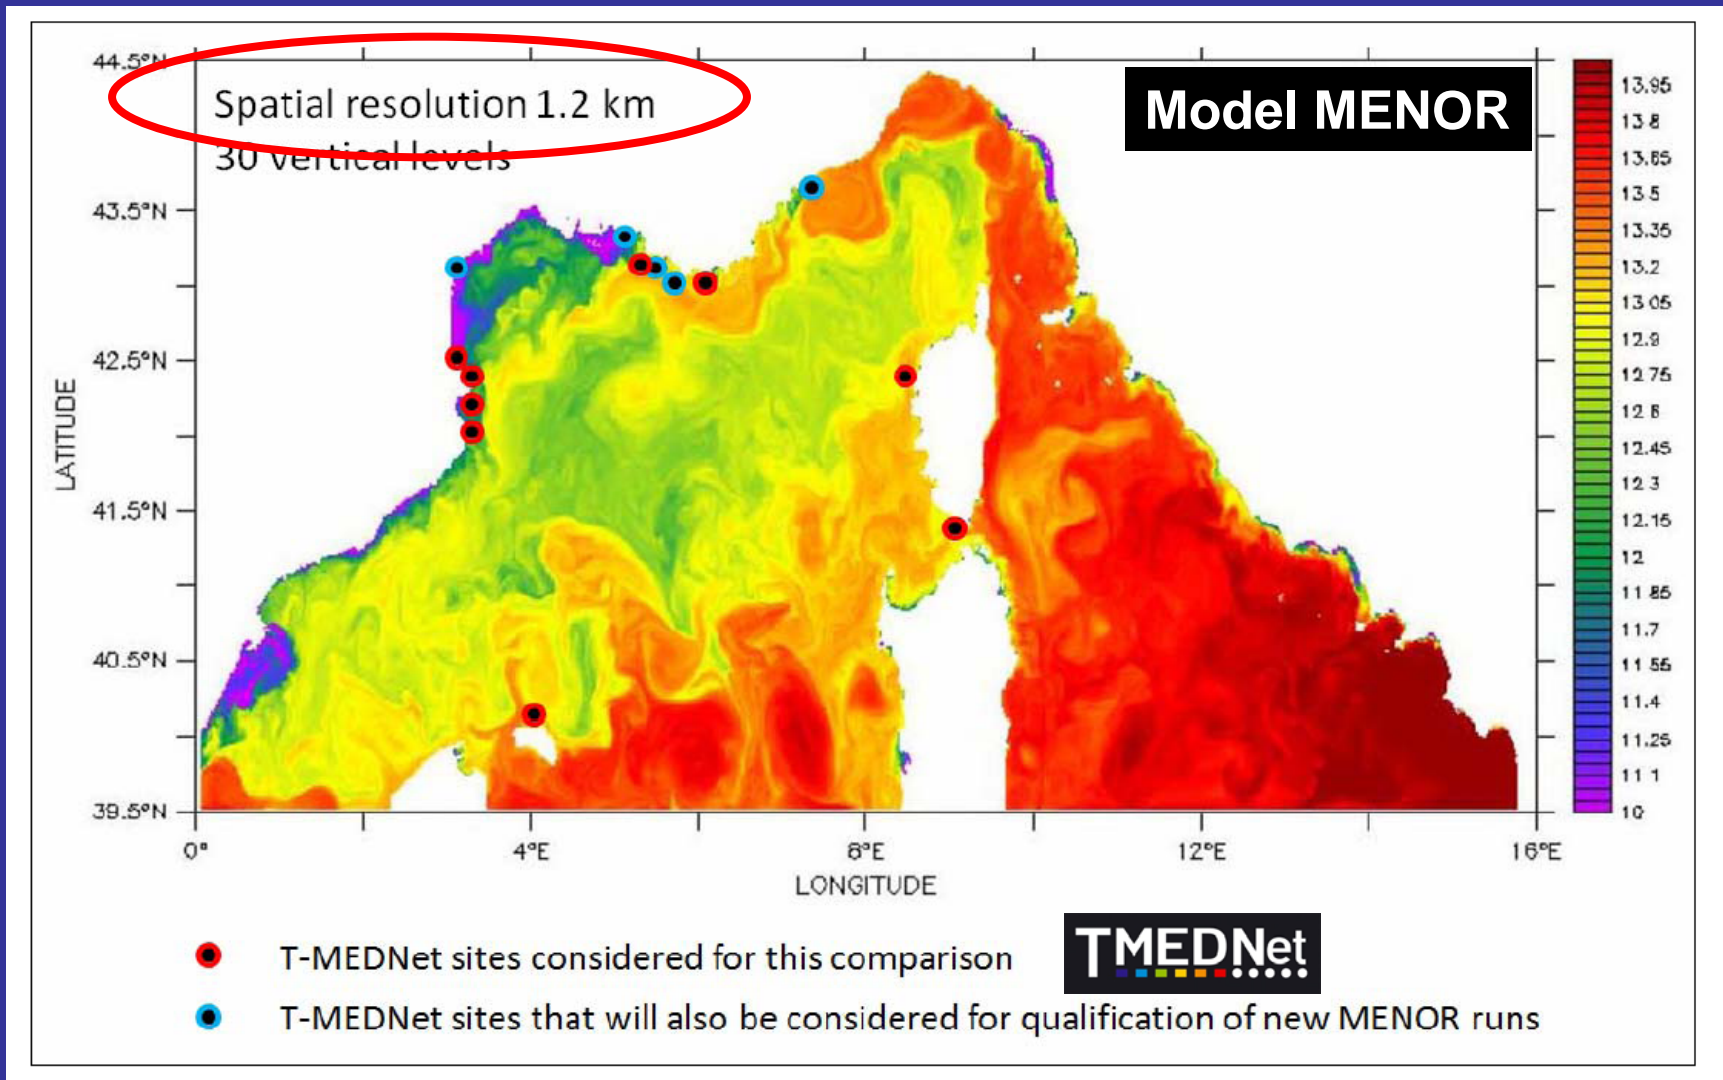 44.5°N
Spatial resolution 1.2 km
30 vertical levels
Model MENOR
43.5°N
42.5°N
41.5°N
40.5°N
39.5°N
LATITUDE
0°
4°E
8°E
12°E
16°E
LONGITUDE
13.95
13.8
13.65
13.5
13.35
13.2
13.05
12.9
12.75
12.6
12.45
12.3
12.15
12
11.85
11.7
11.55
11.4
11.25
11.1
10
T-MEDNet sites considered for this comparison
TMEDNet
T-MEDNet sites that will also be considered for qualification of new MENOR runs